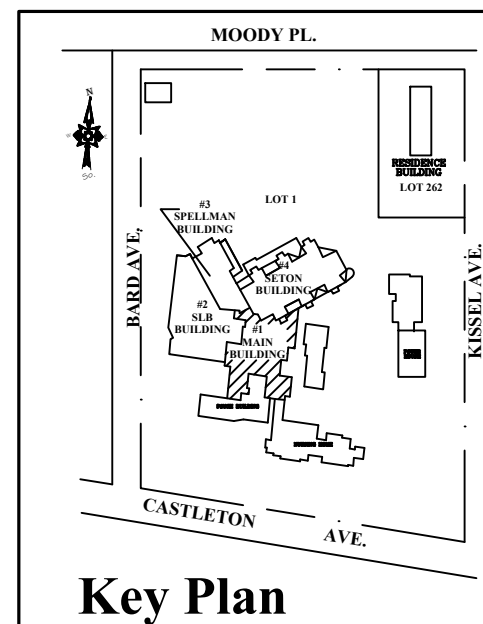 MOODY PL.
N
SO.
RESIDENCE
BUILDING
LOT 262
LOT 1
#3
SPELLMAN
BUILDING
#4
SETON
BUILDING
BARD AVE,
KISSEL AVE.
#2
SLB
BUILDING
#1
MAIN
BUILDING
CASTLETON AVE.
Key Plan